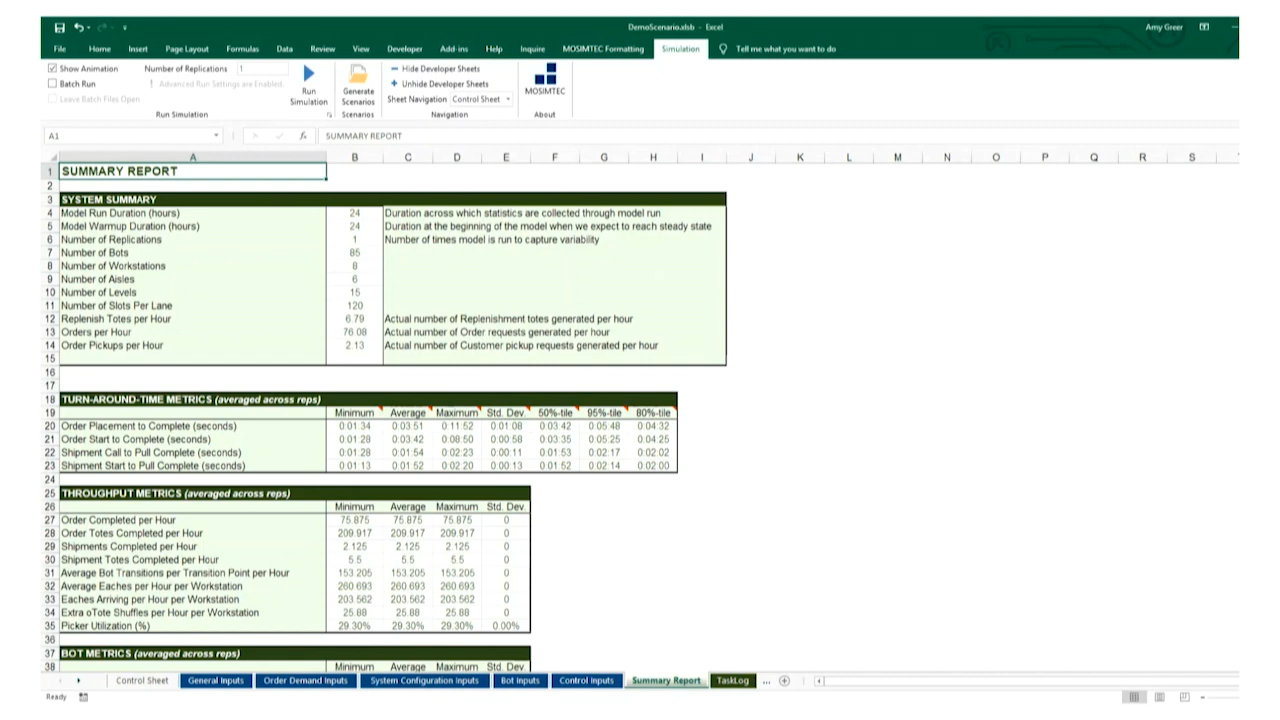 DemoScenario.xlsb - Excel
Amy Greer
File Home Insert Page Layout Formulas Data Review View Developer Add-ins Help Inquire MOSIMTEC Formatting Simulation Tell me what you want to do
Show Animation Number of Replications 1
Batch Run ! Advanced Run Settings are Enabled.
Leave Batch Files Open
Run Simulation
Generate Scenarios
Hide Developer Sheets
Unhide Developer Sheets
Sheet Navigation Control Sheet
MOSIMTEC
Run Simulation Scenarios Navigation About
A1 fx SUMMARY REPORT
A B C D E F G H I J K L M N O P Q R S
1 SUMMARY REPORT
2
3 SYSTEM SUMMARY
4 Model Run Duration (hours) 24 Duration across which statistics are collected through model run
5 Model Warmup Duration (hours) 24 Duration at the beginning of the model when we expect to reach steady state
6 Number of Replications 1 Number of times model is run to capture variability
7 Number of Bots 85
8 Number of Workstations 8
9 Number of Aisles 6
10 Number of Levels 15
11 Number of Slots Per Lane 120
12 Replenish Totes per Hour 6.79 Actual number of Replenishment totes generated per hour
13 Orders per Hour 76.08 Actual number of Order requests generated per hour
14 Order Pickups per Hour 2.13 Actual number of Customer pickup requests generated per hour
15
16
17
18 TURN-AROUND-TIME METRICS (averaged across reps)
19 Minimum Average Maximum Std. Dev. 50%-tile 95%-tile 80%-tile
20 Order Placement to Complete (seconds) 0:01:34 0:03:51 0:11:52 0:01:08 0:03:42 0:05:48 0:04:32
21 Order Start to Complete (seconds) 0:01:28 0:03:42 0:08:50 0:00:58 0:03:35 0:05:25 0:04:25
22 Shipment Call to Pull Complete (seconds) 0:01:28 0:01:54 0:02:23 0:00:11 0:01:53 0:02:17 0:02:02
23 Shipment Start to Pull Complete (seconds) 0:01:13 0:01:52 0:02:20 0:00:13 0:01:52 0:02:14 0:02:00
24
25 THROUGHPUT METRICS (averaged across reps)
26 Minimum Average Maximum Std. Dev.
27 Order Completed per Hour 75.875 75.875 75.875 0
28 Order Totes Completed per Hour 209.917 209.917 209.917 0
29 Shipments Completed per Hour 2.125 2.125 2.125 0
30 Shipment Totes Completed per Hour 5.5 5.5 5.5 0
31 Average Bot Transitions per Transition Point per Hour 153.205 153.205 153.205 0
32 Average Eaches per Hour per Workstation 260.693 260.693 260.693 0
33 Eaches Arriving per Hour per Workstation 203.562 203.562 203.562 0
34 Extra oTote Shuffles per Hour per Workstation 25.88 25.88 25.88 0
35 Picker Utilization (%) 29.30% 29.30% 29.30% 0.00%
36
37 BOT METRICS (averaged across reps)
38 Minimum Average Maximum Std. Dev.
Control Sheet General Inputs Order Demand Inputs System Configuration Inputs Bot Inputs Control Inputs Summary Report TaskLog ...
Ready